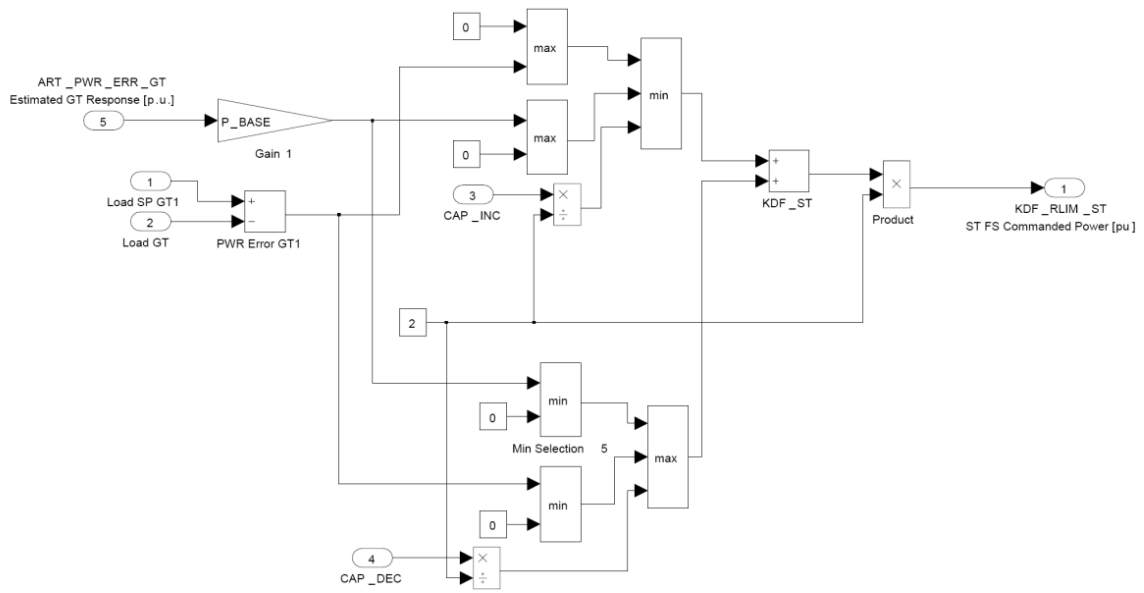 0
max
ART _PWR _ERR _GT
Estimated GT Response [p.u.]
5
P_BASE
Gain 1
max
0
min
1
Load SP GT1
2
Load GT
+
−
PWR Error GT1
3
CAP _INC
×
÷
+
+
KDF _ST
×
Product
1
KDF _RLIM _ST
ST FS Commanded Power [pu]
2
min
0
Min Selection 5
max
min
0
4
CAP _DEC
×
÷